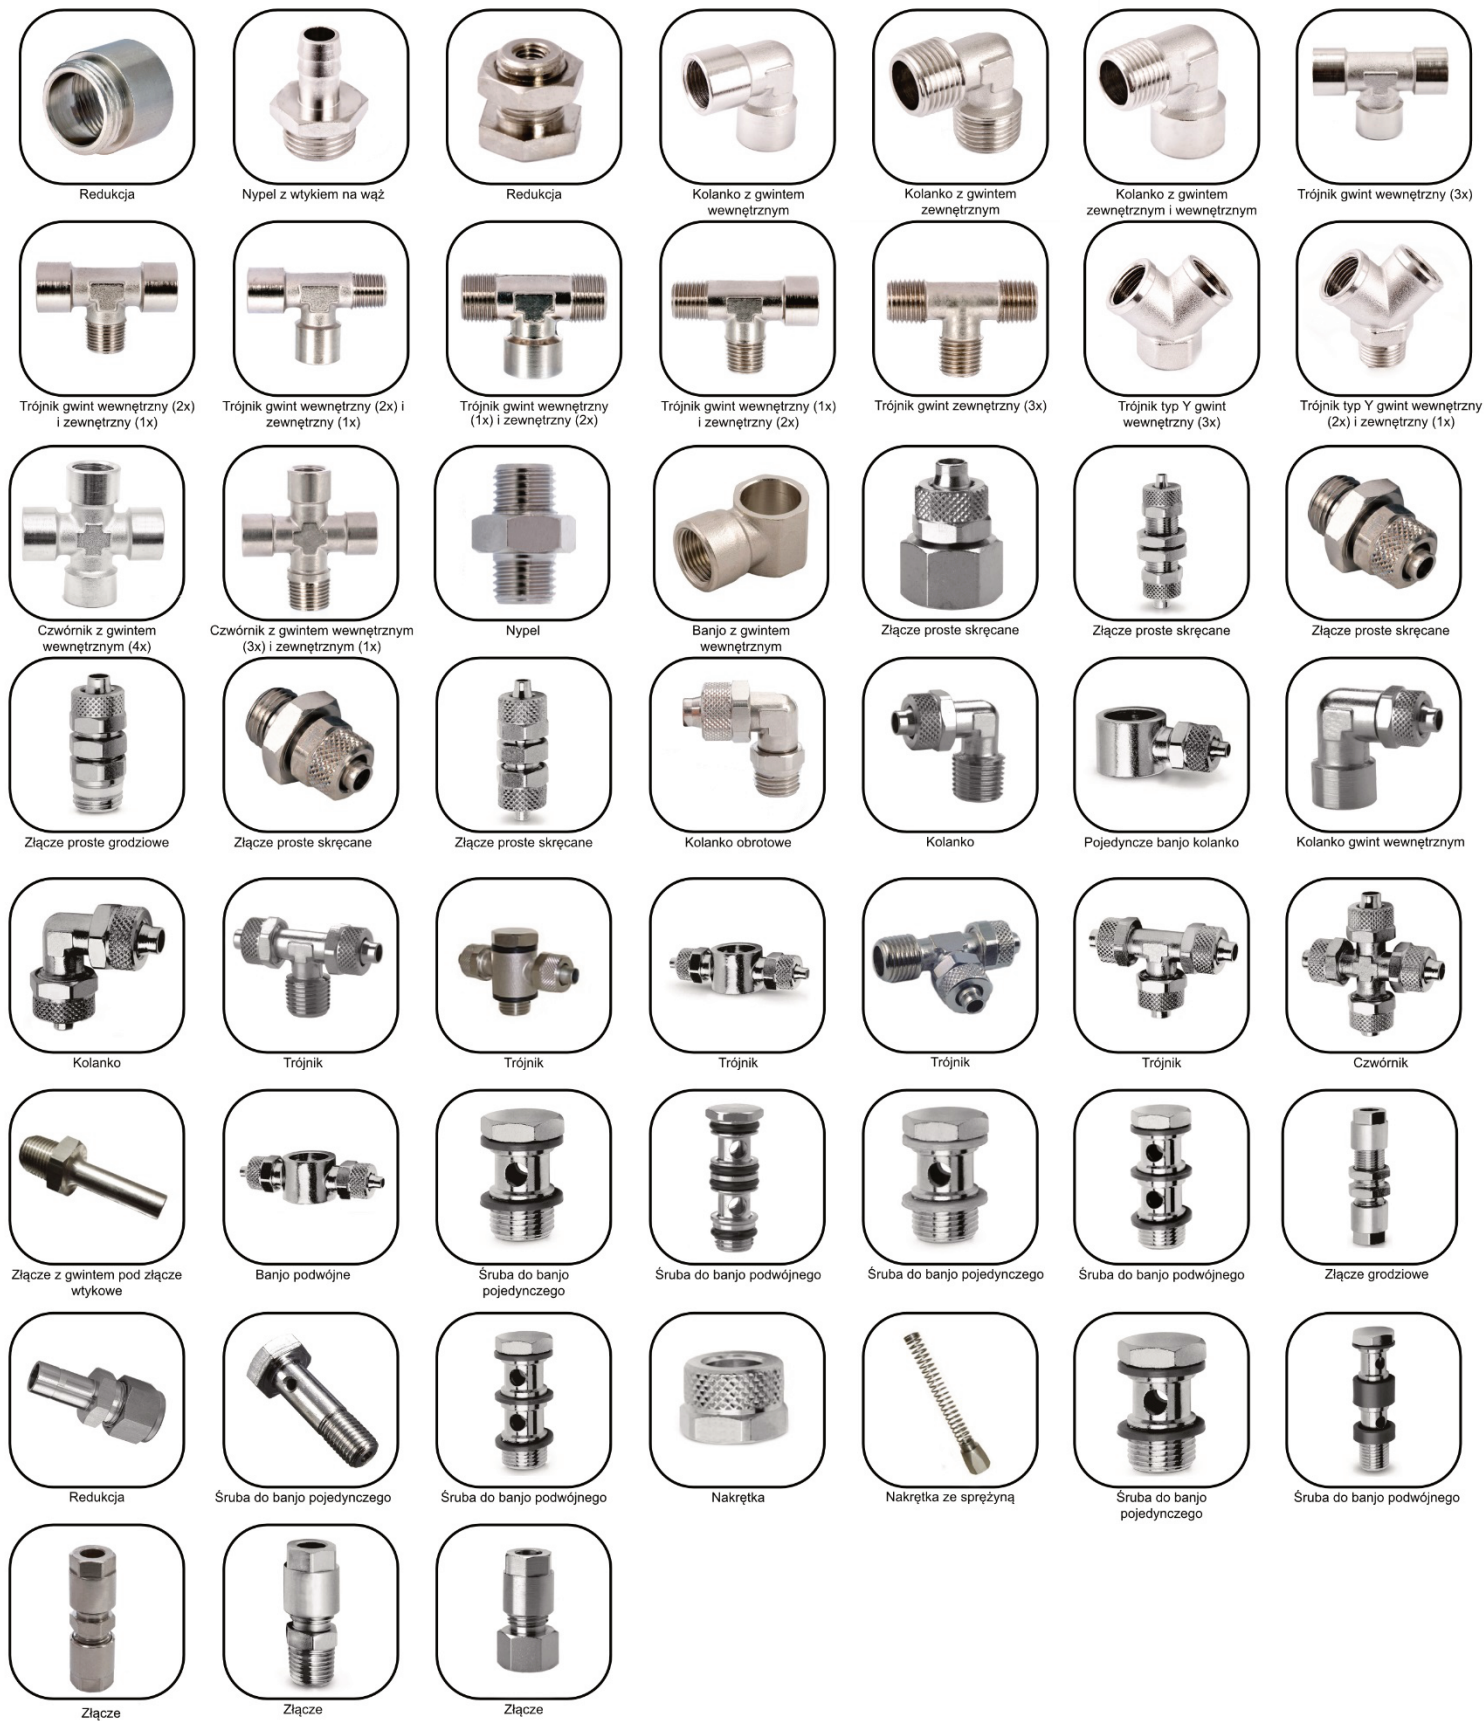 Redukcja
Nypel z wtykiem na wąż
Redukcja
Kolanko z gwintem
wewnętrznym
Kolanko z gwintem
zewnętrznym
Kolanko z gwintem
zewnętrznym i wewnętrznym
Trójnik gwint wewnętrzny (3x)
Trójnik gwint wewnętrzny (2x)
i zewnętrzny (1x)
Trójnik gwint wewnętrzny (2x) i
zewnętrzny (1x)
Trójnik gwint wewnętrzny
(1x) i zewnętrzny (2x)
Trójnik gwint wewnętrzny (1x)
i zewnętrzny (2x)
Trójnik gwint zewnętrzny (3x)
Trójnik typ Y gwint
wewnętrzny (3x)
Trójnik typ Y gwint wewnętrzny
(2x) i zewnętrzny (1x)
Czwórnik z gwintem
wewnętrznym (4x)
Czwórnik z gwintem wewnętrznym
(3x) i zewnętrznym (1x)
Nypel
Banjo z gwintem
wewnętrznym
Złącze proste skręcane
Złącze proste skręcane
Złącze proste skręcane
Złącze proste grodziowe
Złącze proste skręcane
Złącze proste skręcane
Kolanko obrotowe
Kolanko
Pojedyncze banjo kolanko
Kolanko gwint wewnętrznym
Kolanko
Trójnik
Trójnik
Trójnik
Trójnik
Trójnik
Czwórnik
Złącze z gwintem pod złącze
wtykowe
Banjo podwójne
Śruba do banjo
pojedynczego
Śruba do banjo podwójnego
Śruba do banjo pojedynczego
Śruba do banjo podwójnego
Złącze grodziowe
Redukcja
Śruba do banjo pojedynczego
Śruba do banjo podwójnego
Nakrętka
Nakrętka ze sprężyną
Śruba do banjo
pojedynczego
Śruba do banjo podwójnego
Złącze
Złącze
Złącze